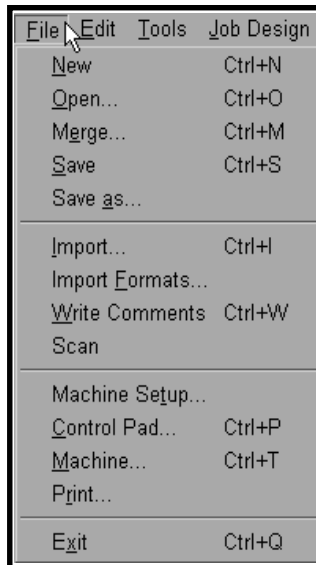 File Edit Tools Job Design
New Ctrl+N
Open... Ctrl+O
Merge... Ctrl+M
Save Ctrl+S
Save as...
Import... Ctrl+I
Import Formats...
Write Comments Ctrl+W
Scan
Machine Setup...
Control Pad... Ctrl+P
Machine... Ctrl+T
Print...
Exit Ctrl+Q